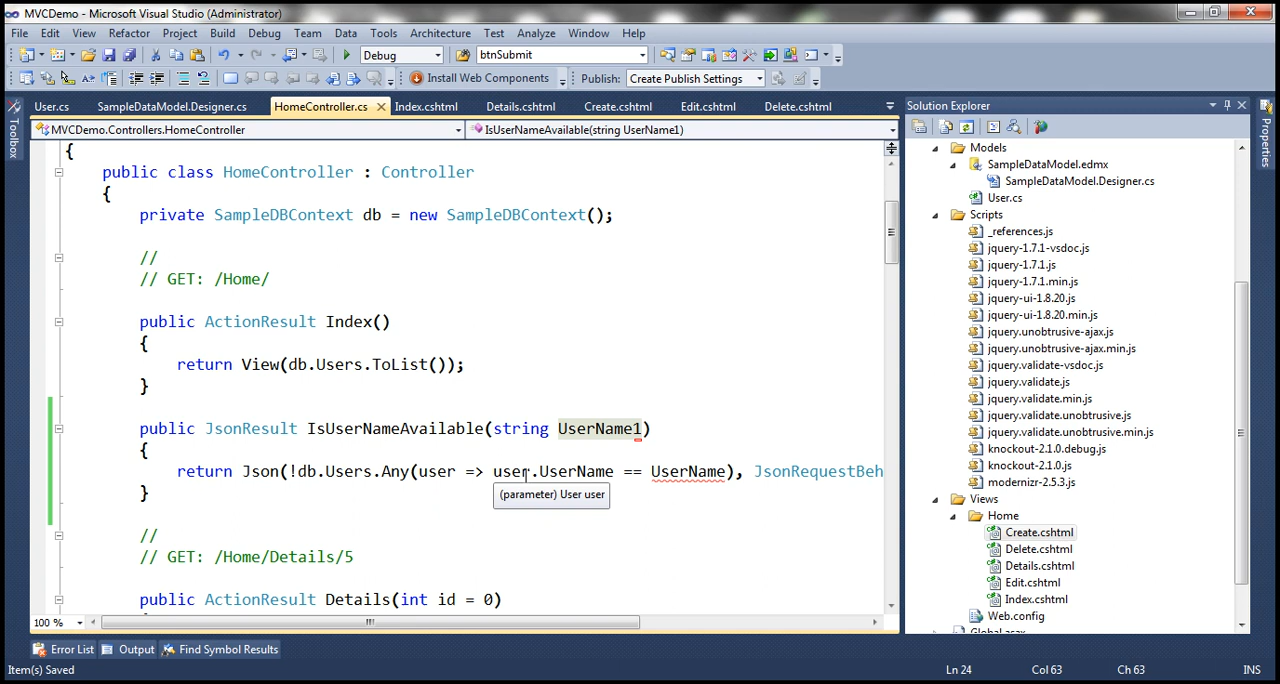 MVCDemo - Microsoft Visual Studio (Administrator)
File Edit View Refactor Project Build Debug Team Data Tools Architecture Test Analyze Window Help
Debug btnSubmit
Install Web Components Publish: Create Publish Settings
User.cs SampleDataModel.Designer.cs HomeController.cs Index.cshtml Details.cshtml Create.cshtml Edit.cshtml Delete.cshtml
Toolbox
MVCDemo.Controllers.HomeController IsUserNameAvailable(string UserName1)
{
public class HomeController : Controller
{
private SampleDBContext db = new SampleDBContext();
//
// GET: /Home/
public ActionResult Index()
{
return View(db.Users.ToList());
}
public JsonResult IsUserNameAvailable(string UserName1)
{
return Json(!db.Users.Any(user => user.UserName == UserName), JsonRequestBeh
(parameter) User user
}
//
// GET: /Home/Details/5
public ActionResult Details(int id = 0)
100 %
Solution Explorer
Properties
Models
SampleDataModel.edmx
SampleDataModel.Designer.cs
User.cs
Scripts
_references.js
jquery-1.7.1-vsdoc.js
jquery-1.7.1.js
jquery-1.7.1.min.js
jquery-ui-1.8.20.js
jquery-ui-1.8.20.min.js
jquery.unobtrusive-ajax.js
jquery.unobtrusive-ajax.min.js
jquery.validate-vsdoc.js
jquery.validate.js
jquery.validate.min.js
jquery.validate.unobtrusive.js
jquery.validate.unobtrusive.min.js
knockout-2.1.0.debug.js
knockout-2.1.0.js
modernizr-2.5.3.js
Views
Home
Create.cshtml
Delete.cshtml
Details.cshtml
Edit.cshtml
Index.cshtml
Web.config
Global.asax
Error List Output Find Symbol Results
Item(s) Saved Ln 24 Col 63 Ch 63 INS